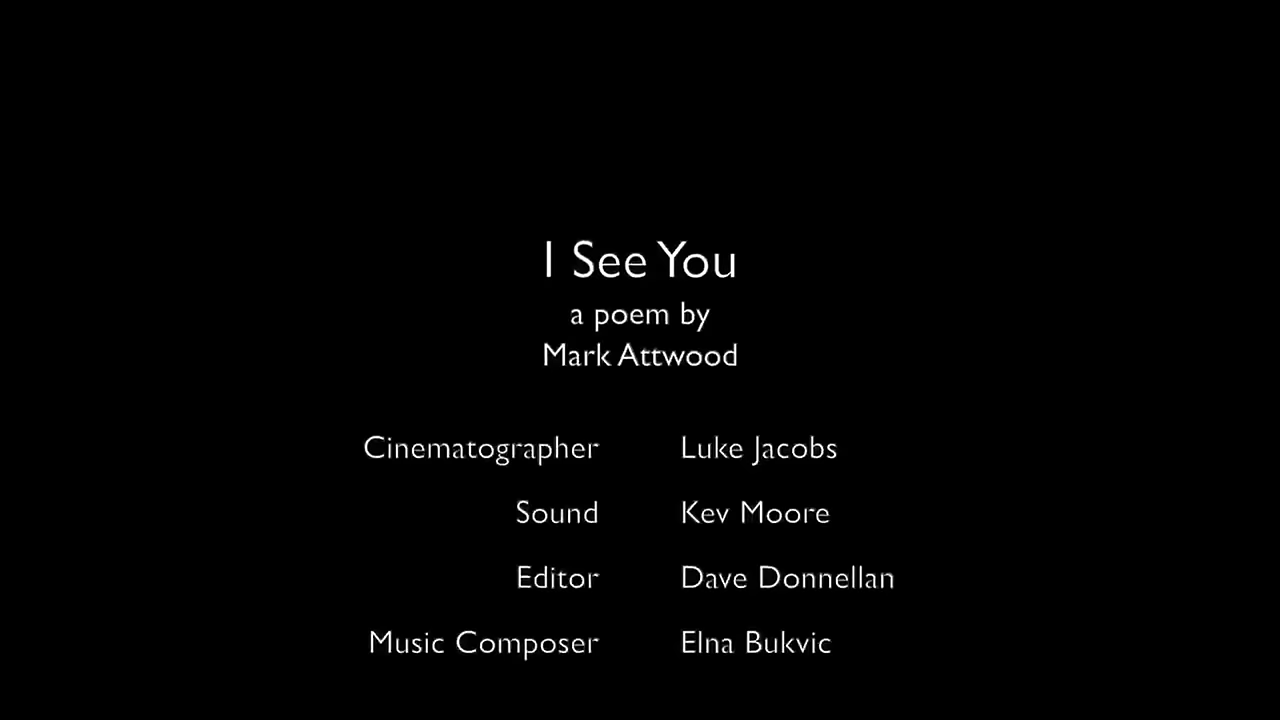 I See You
a poem by
Mark Attwood
Cinematographer Luke Jacobs
Sound Kev Moore
Editor Dave Donnellan
Music Composer Elna Bukvic